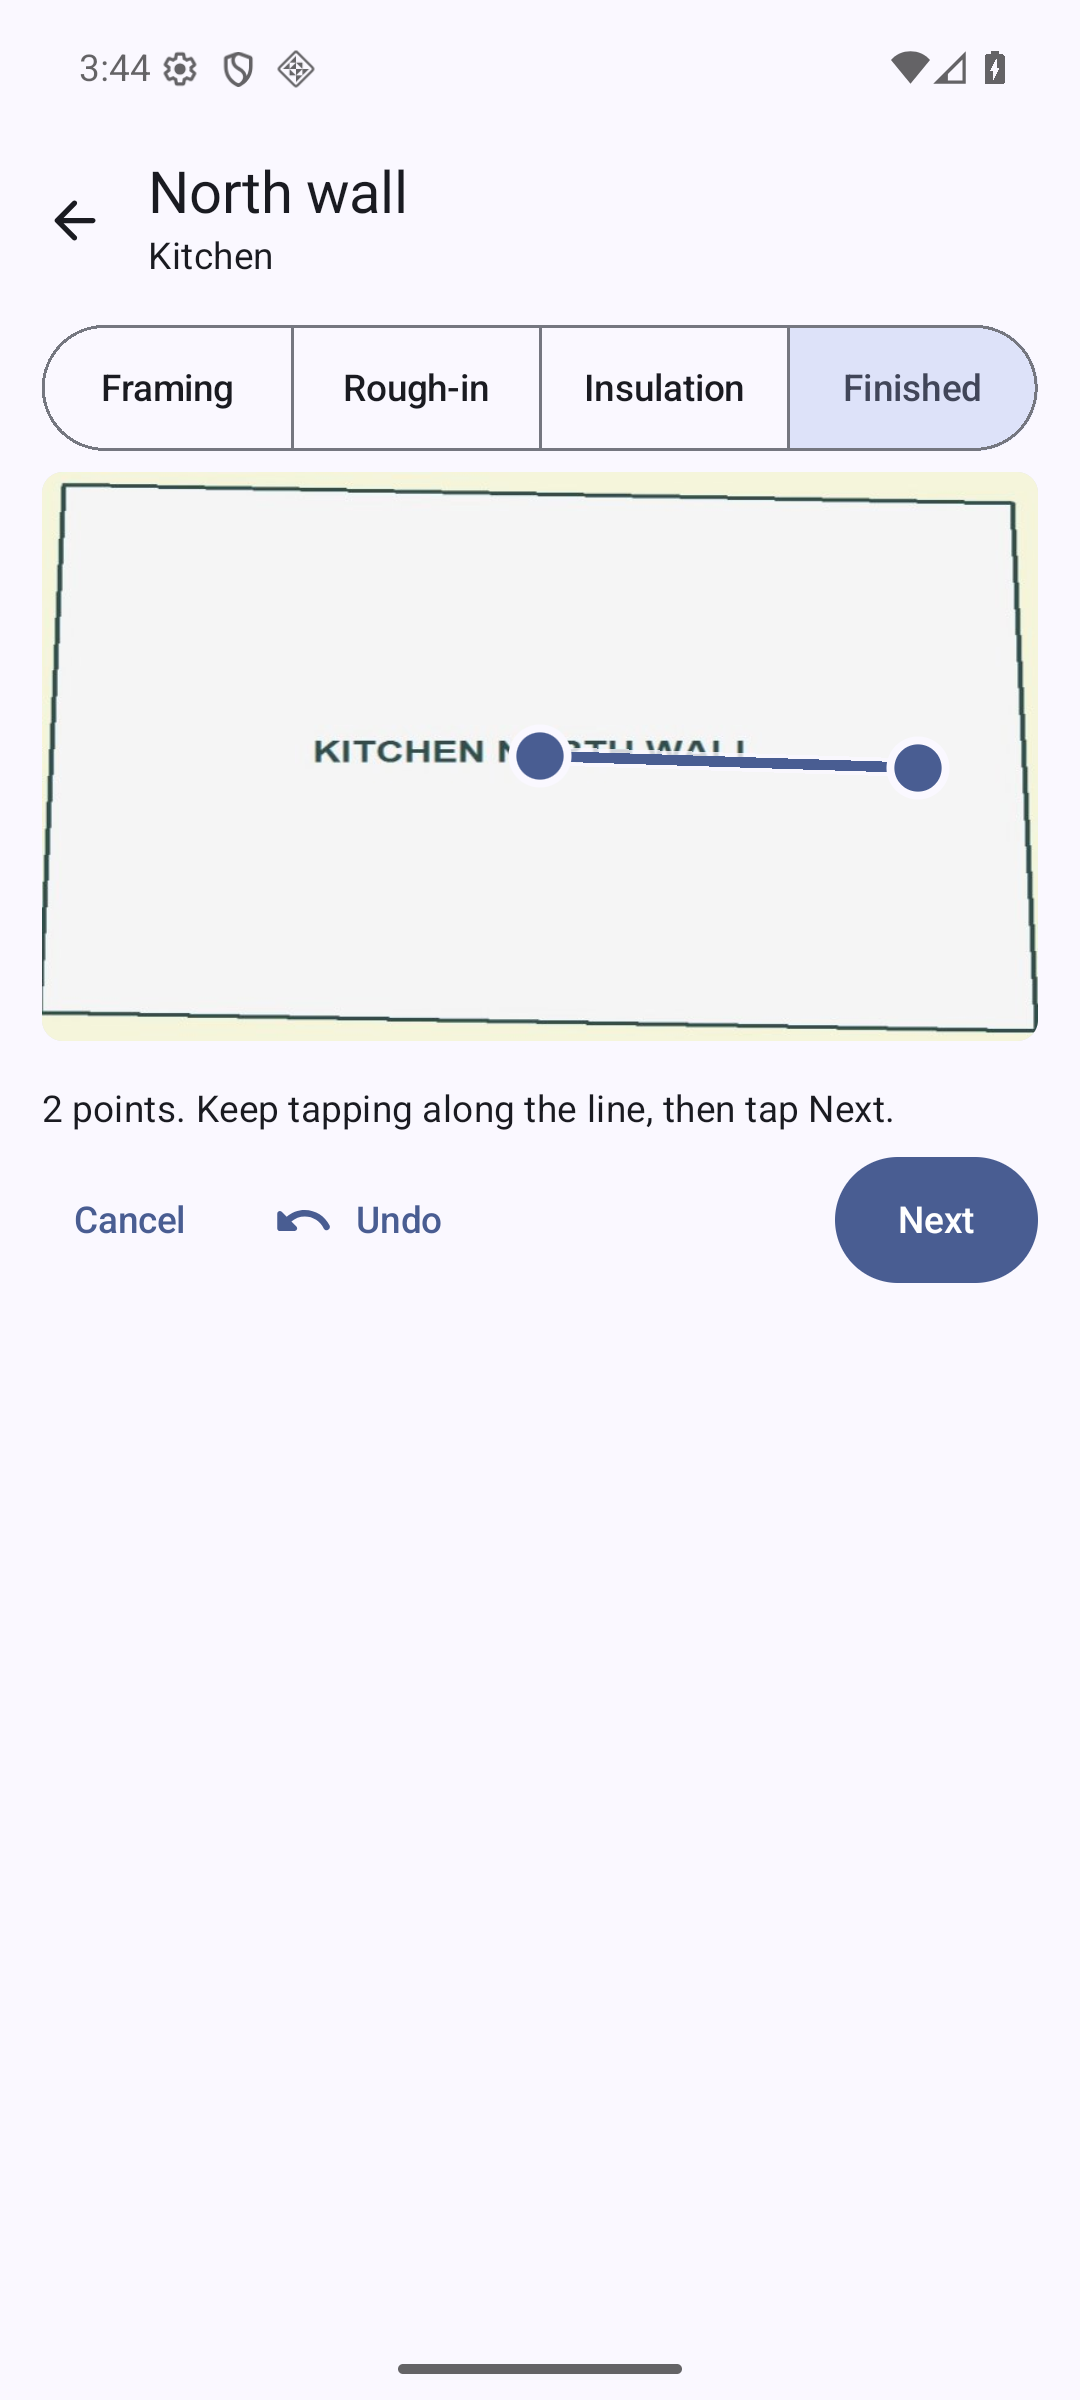 3:44
North wall
Kitchen
Framing
Rough-in
Insulation
Finished
KITCHEN
2 points. Keep tapping along the line, then tap Next.
Cancel
Undo
Next